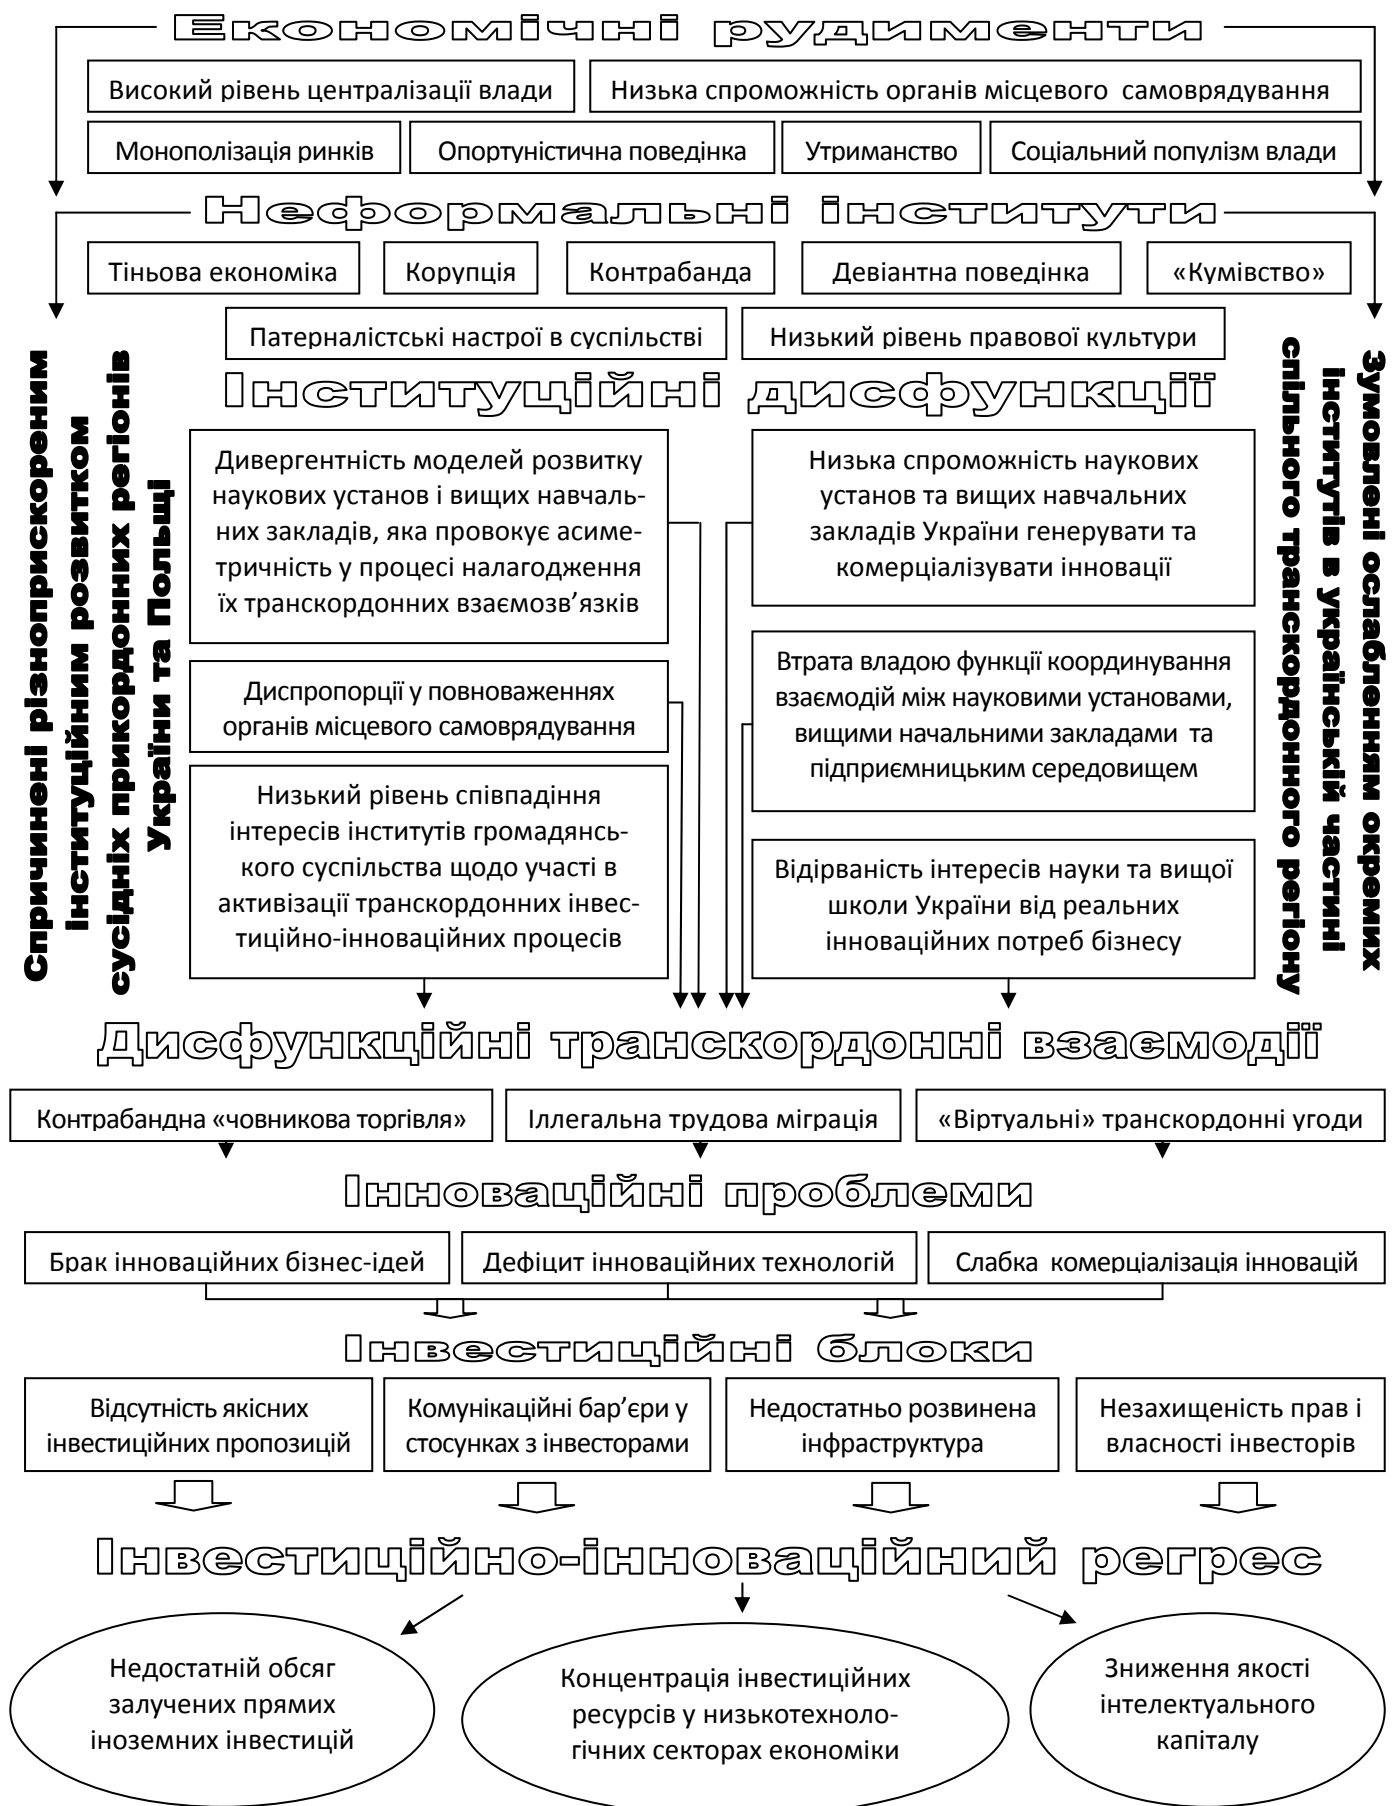 Економічні рудименти
Високий рівень централізації влади
Низька спроможність органів місцевого самоврядування
Монополізація ринків
Опортуністична поведінка
Утриманство
Соціальний популізм влади
Неформальні інститути
Тіньова економіка
Корупція
Контрабанда
Девіантна поведінка
«Кумівство»
Патерналістські настрої в суспільстві
Низький рівень правової культури
Спричинені різноприскореним
інституційним розвитком
сусідніх прикордонних регіонів
України та Польщі
Зумовлені ослабленням окремих
інститутів в українській частині
спільного транскордонного регіону
Інституційні дисфункції
Дивергентність моделей розвитку
наукових установ і вищих навчаль-
них закладів, яка провокує асиме-
тричність у процесі налагодження
їх транскордонних взаємозв’язків
Диспропорції у повноваженнях
органів місцевого самоврядування
Низький рівень співпадіння
інтересів інститутів громадянсь-
кого суспільства щодо участі в
активізації транскордонних інвес-
тиційно-інноваційних процесів
Низька спроможність наукових
установ та вищих навчальних
закладів України генерувати та
комерціалізувати інновації
Втрата владою функції координування
взаємодій між науковими установами,
вищими начальними закладами та
підприємницьким середовищем
Відірваність інтересів науки та вищої
школи України від реальних
інноваційних потреб бізнесу
Дисфункційні транскордонні взаємодії
Контрабандна «човникова торгівля»
Іллегальна трудова міграція
«Віртуальні» транскордонні угоди
Інноваційні проблеми
Брак інноваційних бізнес-ідей
Дефіцит інноваційних технологій
Слабка комерціалізація інновацій
Інвестиційні блоки
Відсутність якісних
інвестиційних пропозицій
Комунікаційні бар’єри у
стосунках з інвесторами
Недостатньо розвинена
інфраструктура
Незахищеність прав і
власності інвесторів
Інвестиційно-інноваційний регрес
Недостатній обсяг
залучених прямих
іноземних інвестицій
Концентрація інвестиційних
ресурсів у низькотехноло-
гічних секторах економіки
Зниження якості
інтелектуального
капіталу